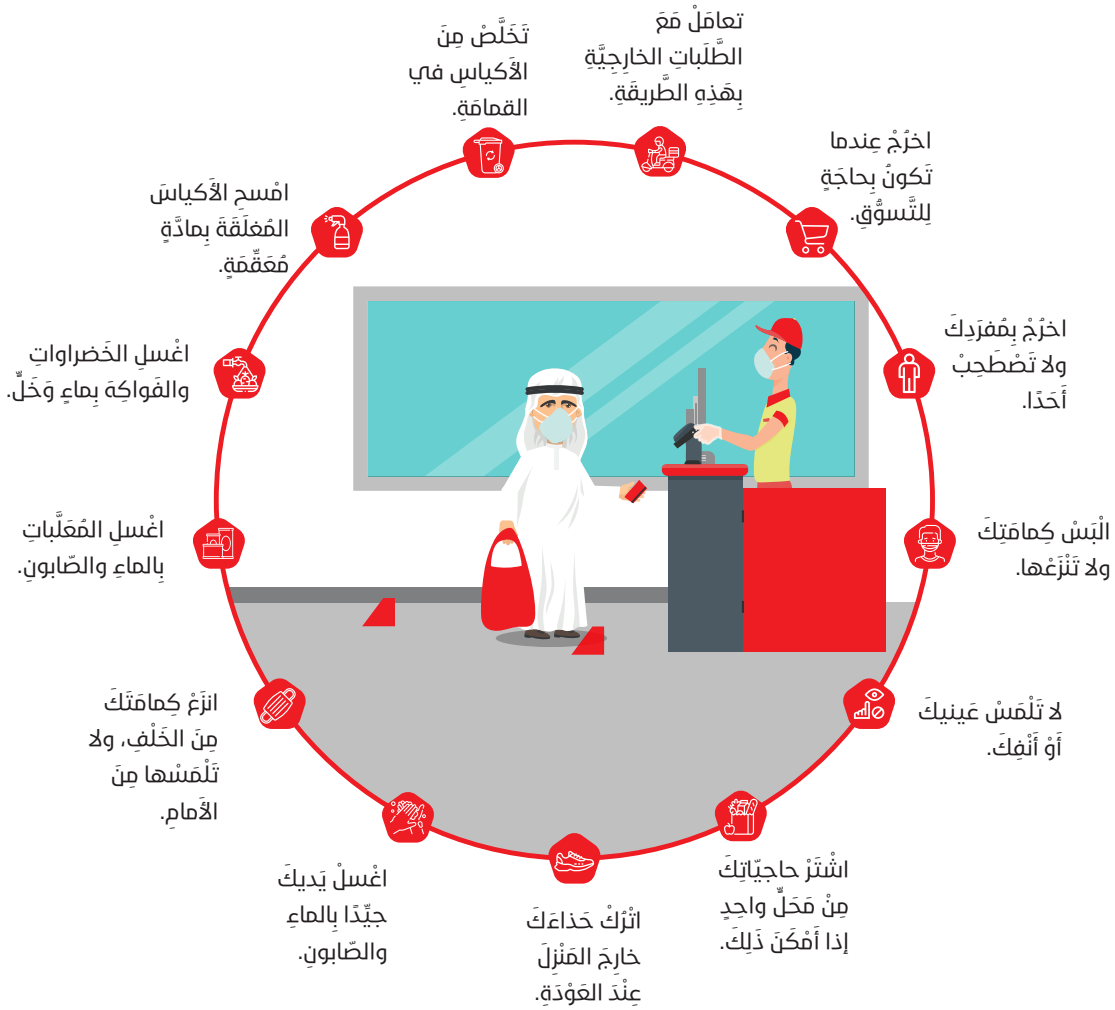 تعامَلْ مَعَ
الطَّلَباتِ الخارِجِيَّةِ
بِهَذِهِ الطَّريقَةِ.
اخرُجْ عِندما
تَكونُ بِحاجَةٍ
لِلتَّسوُّقِ.
اخرُجْ بِمُفرَدِكَ
ولا تَصْطَحِبْ
أَحَدًا.
الْبَسْ كِمامَتِكَ
ولا تَنْزَعْها.
لا تَلْمَسْ عَينيكَ
أَوْ أَنْفِكَ.
اشْتَرْ حاجيّاتِكَ
مِنْ مَحَلٍّ واحِدٍ
إذا أَمْكَنَ ذَلِكَ.
اتْرُكْ حَذاءَكَ
خارِجَ المَنْزِلَ
عِنْدَ العَوْدَةِ.
اغْسلْ يَديكَ
جيِّدًا بِالماءِ
والصّابونِ.
انزَعْ كِمامَتَكَ
مِنَ الخَلْفِ، ولا
تَلْمَسْها مِنَ
الأَمامِ.
اغْسلِ المُعَلَّباتِ
بِالماءِ والصّابونِ.
اغْسلِ الخَضراواتِ
والفَواكِهَ بِماءٍ وَخَلٍّ.
امْسحِ الأَكياسَ
المُغلَقَةَ بِمادَّةٍ
مُعَقِّمَةٍ.
تَخَلَّصْ مِنَ
الأَكياسِ في
القمامَةِ.